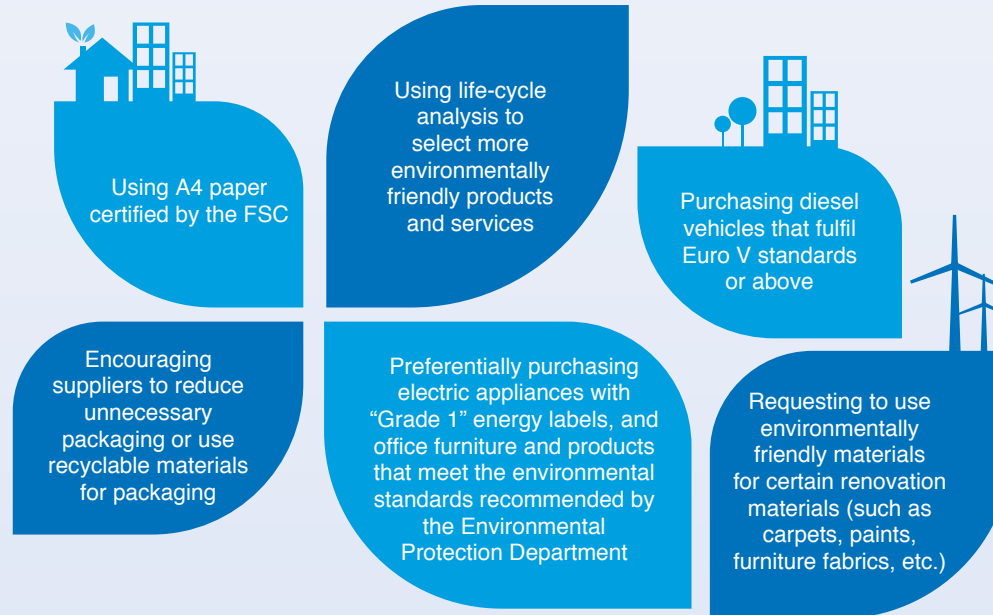 Using A4 paper
certified by the FSC
Using life-cycle
analysis to
select more
environmentally
friendly products
and services
Purchasing diesel
vehicles that fulfil
Euro V standards
or above
Encouraging
suppliers to reduce
unnecessary
packaging or use
recyclable materials
for packaging
Preferentially purchasing
electric appliances with
“Grade 1” energy labels, and
office furniture and products
that meet the environmental
standards recommended by
the Environmental
Protection Department
Requesting to use
environmentally
friendly materials
for certain renovation
materials (such as
carpets, paints,
furniture fabrics, etc.)